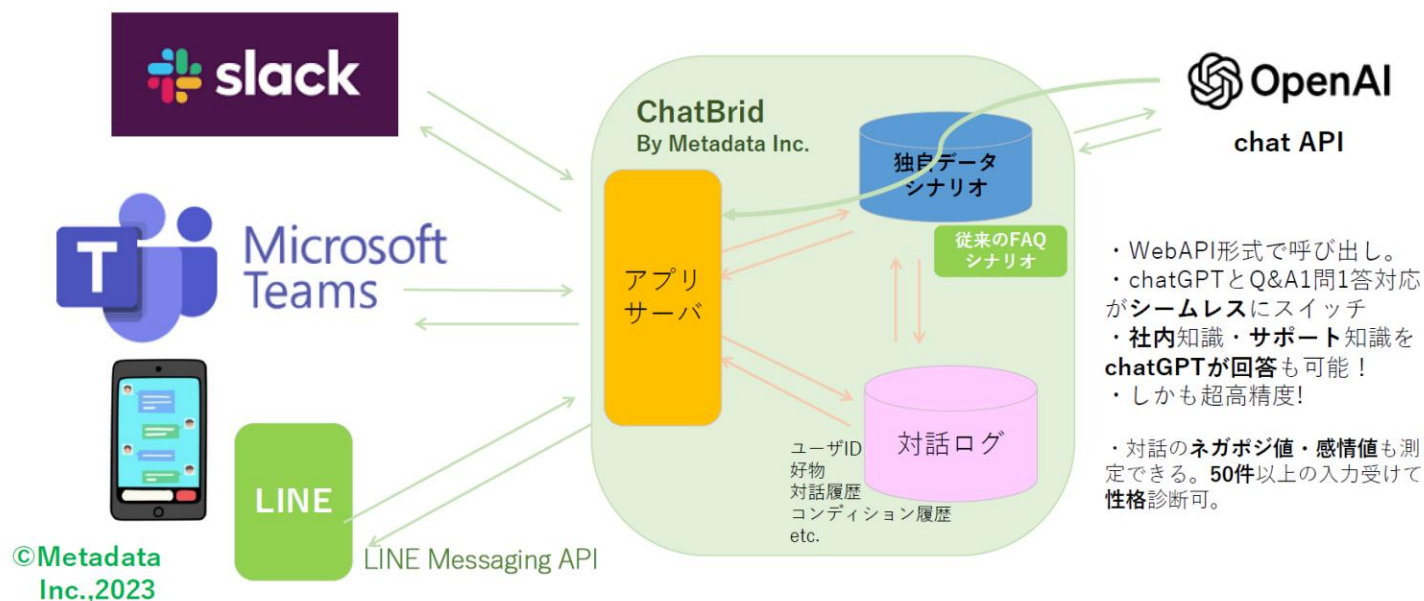 slack
Microsoft
Teams
LINE
LINE Messaging API
©Metadata
Inc.,2023
ChatBrid
By Metadata Inc.
アプリ
サーバ
独自データ
シナリオ
従来のFAQ
シナリオ
対話ログ
ユーザID
好物
対話履歴
コンディション履歴
etc.
OpenAI
chat API
・WebAPI形式で呼び出し。
・chatGPTとQ&A1問1答対応
がシームレスにスイッチ
・社内知識・サポート知識を
chatGPTが回答も可能！
・しかも超高精度!
・対話のネガポジ値・感情値も測
定できる。50件以上の入力受けて
性格診断可。